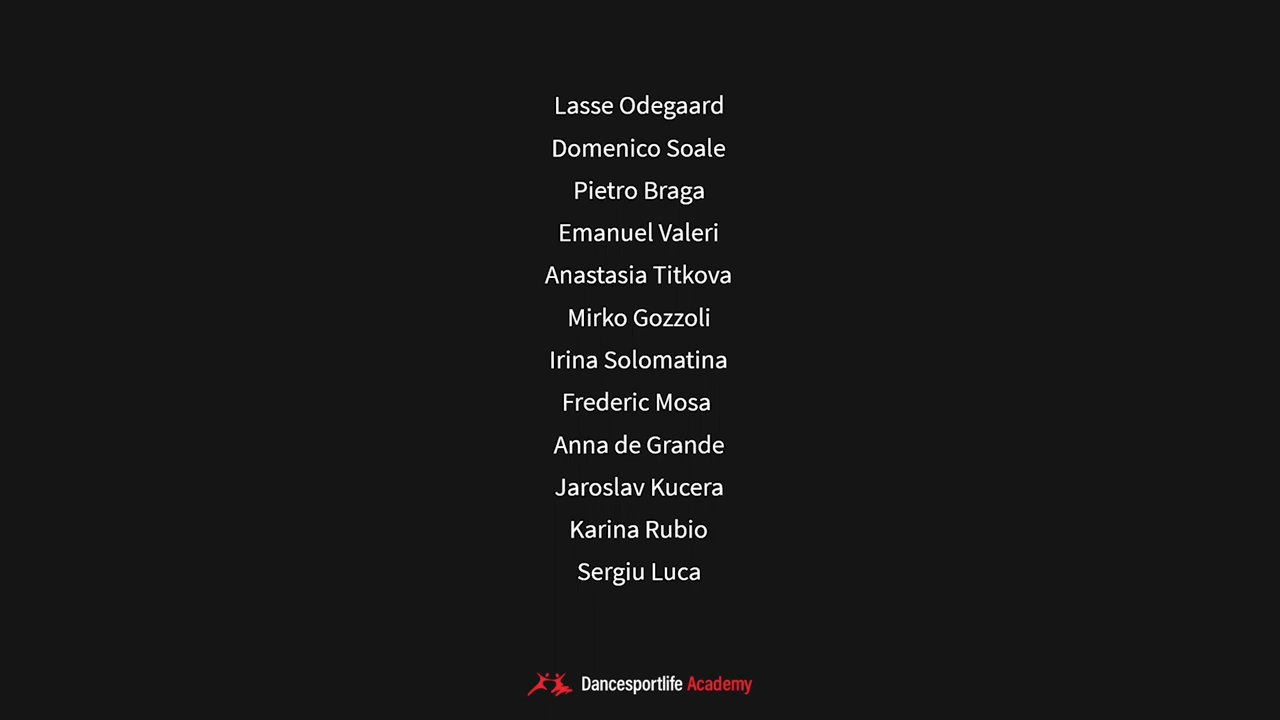 Lasse Odegaard
Domenico Soale
Pietro Braga
Emanuel Valeri
Anastasia Titkova
Mirko Gozzoli
Irina Solomatina
Frederic Mosa
Anna de Grande
Jaroslav Kucera
Karina Rubio
Sergiu Luca
Dancesportlife Academy